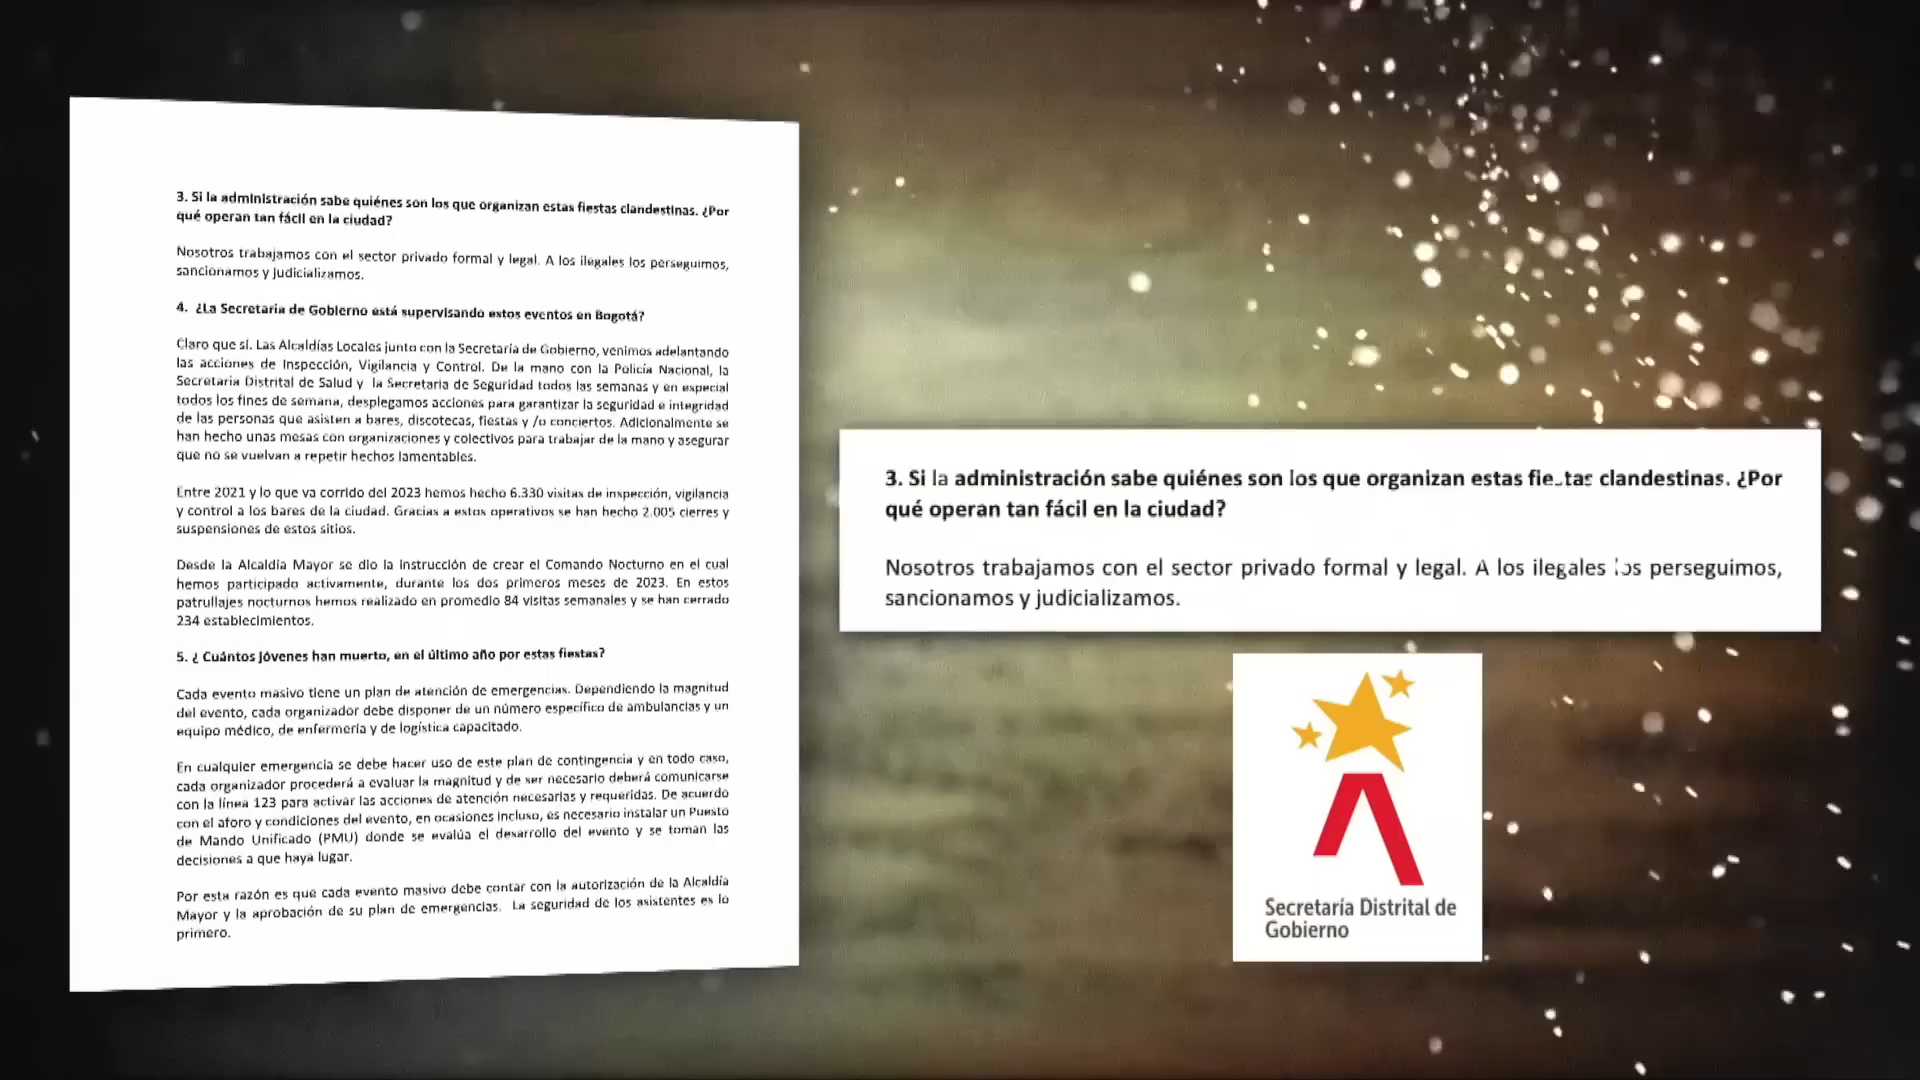 3. Si la administración sabe quiénes son los que organizan estas fiestas clandestinas. ¿Por
qué operan tan fácil en la ciudad?
Nosotros trabajamos con el sector privado formal y legal. A los ilegales los perseguimos,
sancionamos y judicializamos.
4. ¿La Secretaria de Gobierno está supervisando estos eventos en Bogotá?
Claro que sí. Las Alcaldías Locales junto con la Secretaría de Gobierno, venimos adelantando
las acciones de Inspección, Vigilancia y Control. De la mano con la Policía Nacional, la
Secretaria Distrital de Salud y la Secretaria de Seguridad todos las semanas y en especial
todos los fines de semana, desplegamos acciones para garantizar la seguridad e integridad
de las personas que asisten a bares, discotecas, fiestas y /o conciertos. Adicionalmente se
han hecho unas mesas con organizaciones y colectivos para trabajar de la mano y asegurar
que no se vuelvan a repetir hechos lamentables.
Entre 2021 y lo que va corrido del 2023 hemos hecho 6.330 visitas de inspección, vigilancia
y control a los bares de la ciudad. Gracias a estos operativos se han hecho 2.005 cierres y
suspensiones de estos sitios.
Desde la Alcaldía Mayor se dio la instrucción de crear el Comando Nocturno en el cual
hemos participado activamente, durante los dos primeros meses de 2023. En estos
patrullajes nocturnos hemos realizado en promedio 84 visitas semanales y se han cerrado
234 establecimientos.
5. ¿ Cuántos jóvenes han muerto, en el último año por estas fiestas?
Cada evento masivo tiene un plan de atención de emergencias. Dependiendo la magnitud
del evento, cada organizador debe disponer de un número específico de ambulancias y un
equipo médico, de enfermería y de logística capacitado.
En cualquier emergencia se debe hacer uso de este plan de contingencia y en todo caso,
cada organizador procederá a evaluar la magnitud y de ser necesario deberá comunicarse
con la línea 123 para activar las acciones de atención necesarias y requeridas. De acuerdo
con el aforo y condiciones del evento, en ocasiones incluso, es necesario instalar un Puesto
de Mando Unificado (PMU) donde se evalúa el desarrollo del evento y se toman las
decisiones a que haya lugar.
Por esta razón es que cada evento masivo debe contar con la autorización de la Alcaldía
Mayor y la aprobación de su plan de emergencias. La seguridad de los asistentes es lo
primero.
3. Si la administración sabe quiénes son los que organizan estas fiestas clandestinas. ¿Por
qué operan tan fácil en la ciudad?
Nosotros trabajamos con el sector privado formal y legal. A los ilegales los perseguimos,
sancionamos y judicializamos.
Secretaría Distrital de
Gobierno